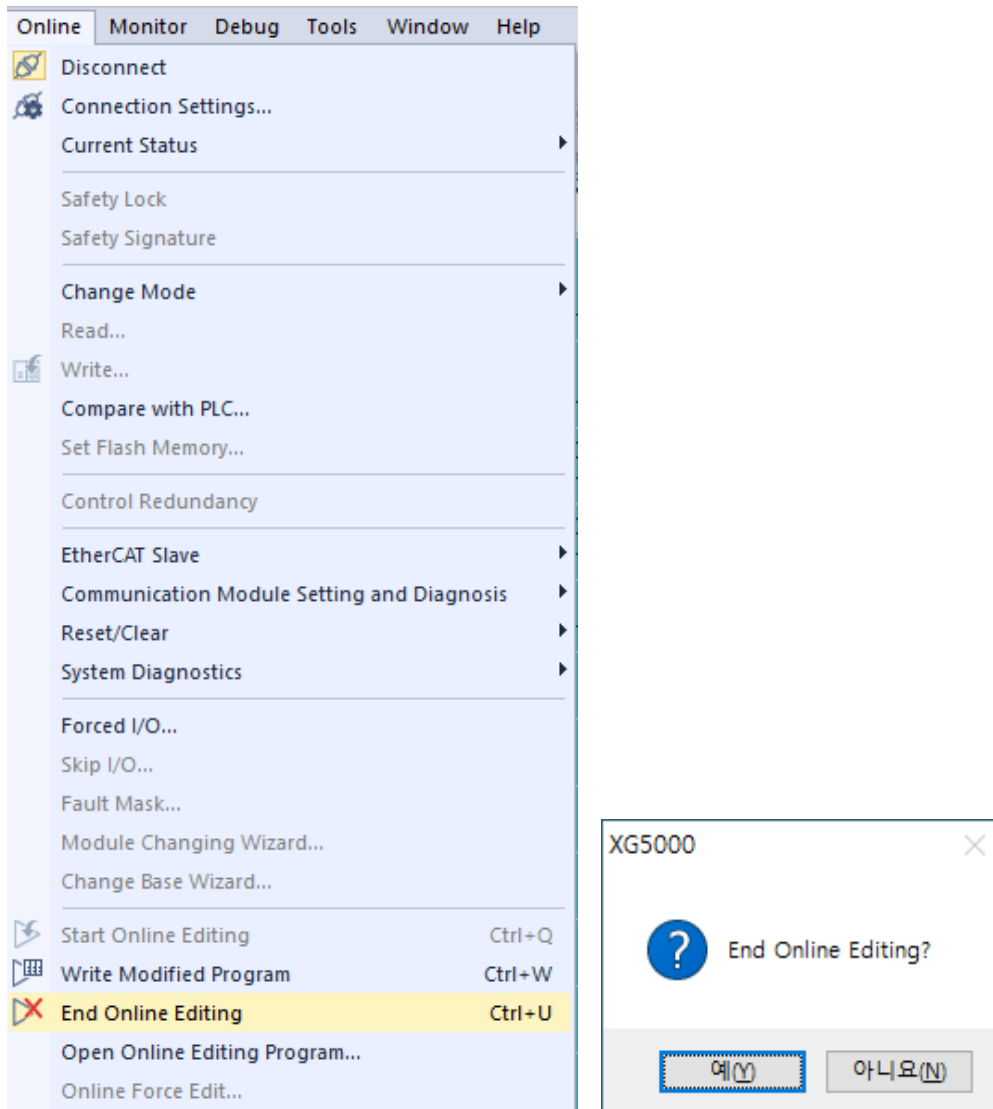 Online Monitor Debug Tools Window Help
Disconnect
Connection Settings...
Current Status
Safety Lock
Safety Signature
Change Mode
Read...
Write...
Compare with PLC...
Set Flash Memory...
Control Redundancy
EtherCAT Slave
Communication Module Setting and Diagnosis
Reset/Clear
System Diagnostics
Forced I/O...
Skip I/O...
Fault Mask...
Module Changing Wizard...
Change Base Wizard...
Start Online Editing Ctrl+Q
Write Modified Program Ctrl+W
End Online Editing Ctrl+U
Open Online Editing Program...
Online Force Edit...
XG5000
End Online Editing?
예(Y) 아니요(N)